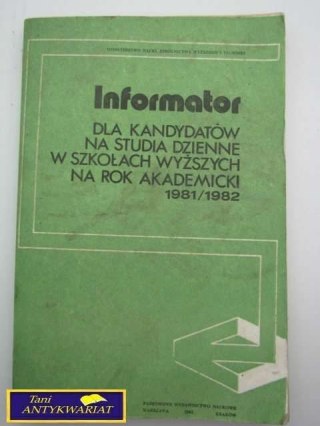 MINISTERSTWO NAUKI, SZKOLNICTWA WYŻSZEGO I TECHNIKI
Informator
DLA KANDYDATÓW
NA STUDIA DZIENNE
W SZKOŁACH WYŻSZYCH
NA ROK AKADEMICKI
1981/1982
PAŃSTWOWE WYDAWNICTWO NAUKOWE
WARSZAWA 1981 KRAKÓW
Tani
ANTYKWARIAT